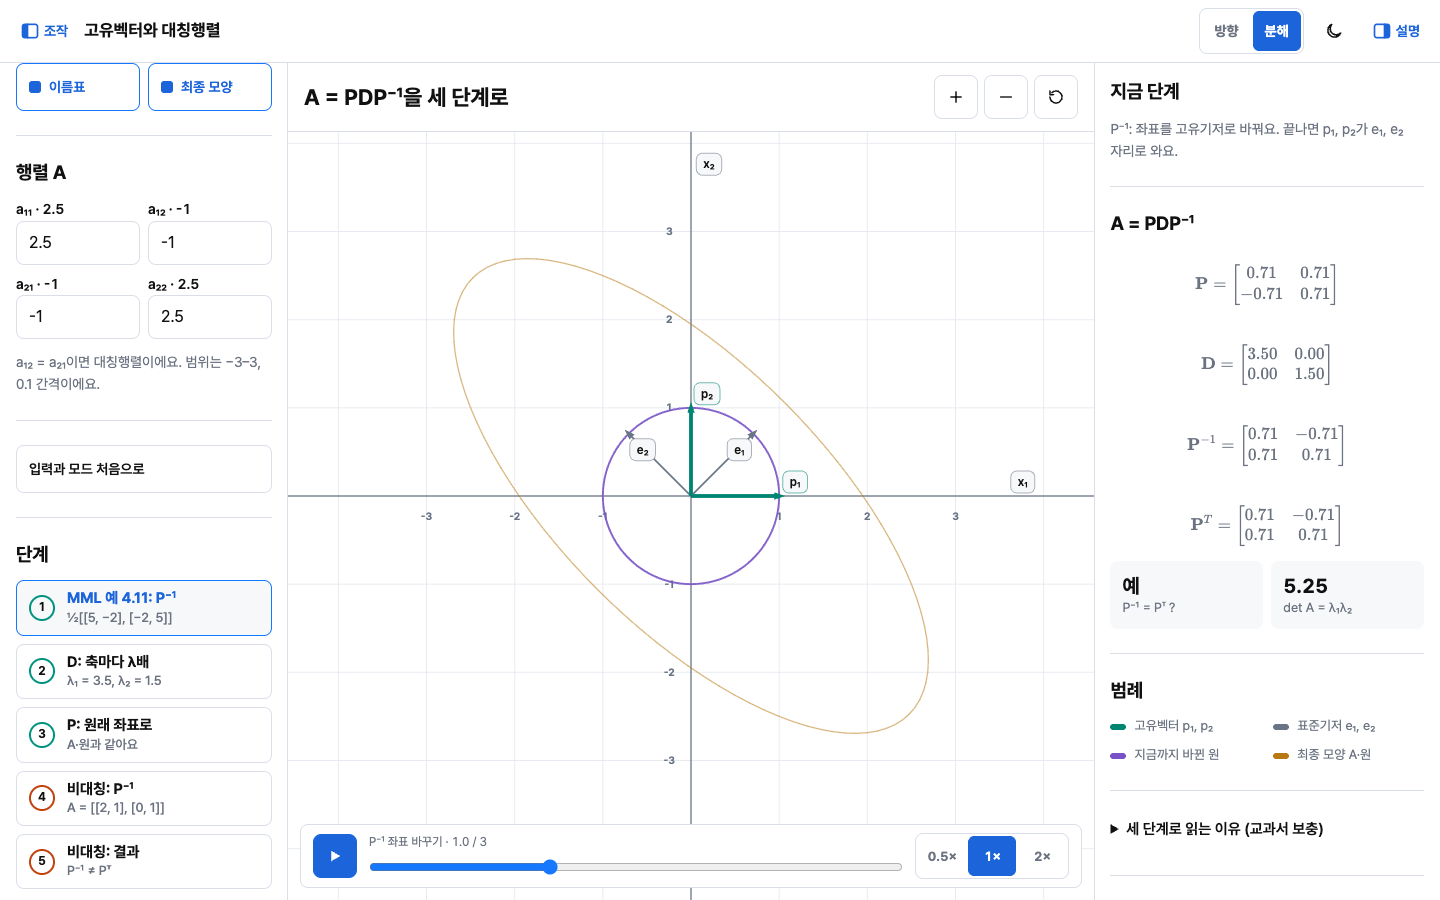 조작
고유벡터와 대칭행렬
방향
분해
설명
이름표
최종 모양
행렬 A
a₁₁ · 2.5
a₁₂ · -1
2.5
-1
a₂₁ · -1
a₂₂ · 2.5
-1
2.5
a₁₂ = a₂₁이면 대칭행렬이에요. 범위는 −3–3,
0.1 간격이에요.
입력과 모드 처음으로
단계
1
MML 예 4.11: P⁻¹
½[[5, −2], [−2, 5]]
2
D: 축마다 λ배
λ₁ = 3.5, λ₂ = 1.5
3
P: 원래 좌표로
A·원과 같아요
4
비대칭: P⁻¹
A = [[2, 1], [0, 1]]
5
비대칭: 결과
P⁻¹ ≠ Pᵀ
A = PDP⁻¹을 세 단계로
+
−
x₂
3
2
p₂
1
e₂
e₁
p₁
x₁
-3
-2
-1
1
2
3
-1
-2
-3
P⁻¹ 좌표 바꾸기 · 1.0 / 3
0.5×
1×
2×
지금 단계
P⁻¹: 좌표를 고유기저로 바꿔요. 끝나면 p₁, p₂가 e₁, e₂
자리로 와요.
A = PDP⁻¹
P = [0.71 0.71
−0.71 0.71]
D = [3.50 0.00
0.00 1.50]
P⁻¹ = [0.71 −0.71
0.71 0.71]
Pᵀ = [0.71 −0.71
0.71 0.71]
예
P⁻¹ = Pᵀ ?
5.25
det A = λ₁λ₂
범례
고유벡터 p₁, p₂
표준기저 e₁, e₂
지금까지 바뀐 원
최종 모양 A·원
▶ 세 단계로 읽는 이유 (교과서 보충)